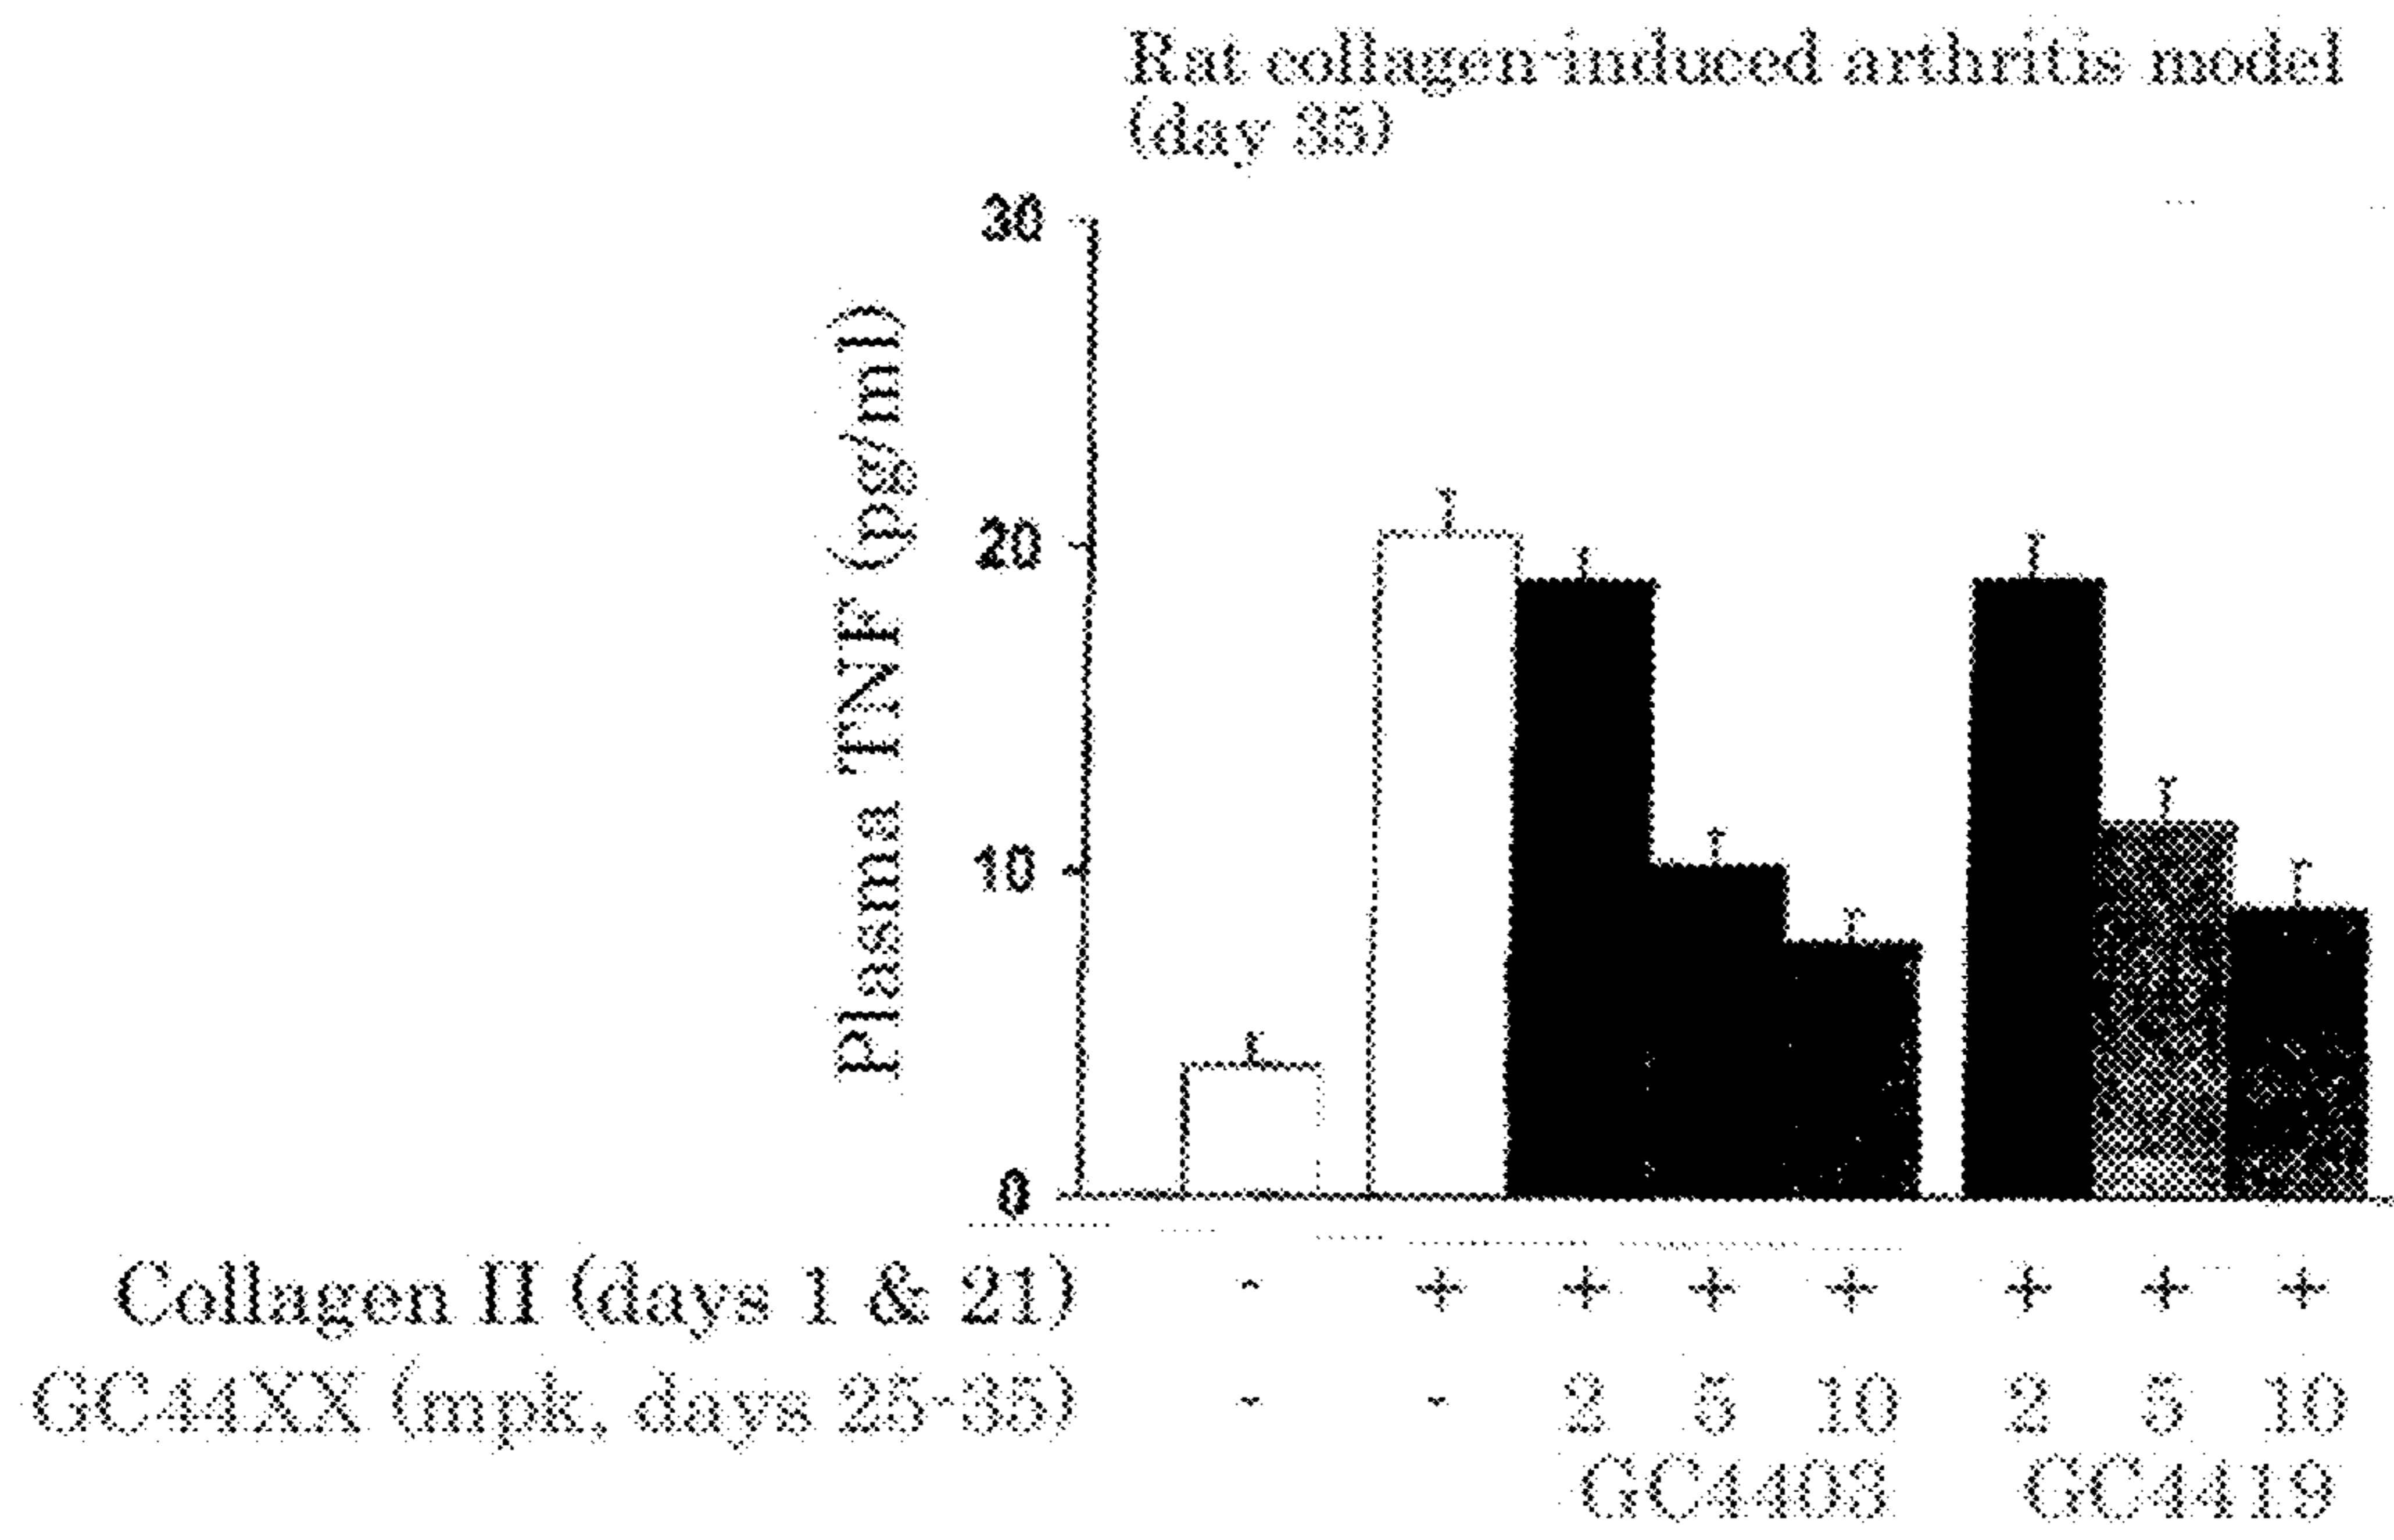 Rat collagen-induced arthritis model
(day 35)
30
20
10
0
Plasma TNF (pg/ml)
Collagen II (days 1 & 21) - + + + + + + +
GC44XX (mpk, days 25-35) - - 2 5 10 2 5 10
GC4403 GC4419